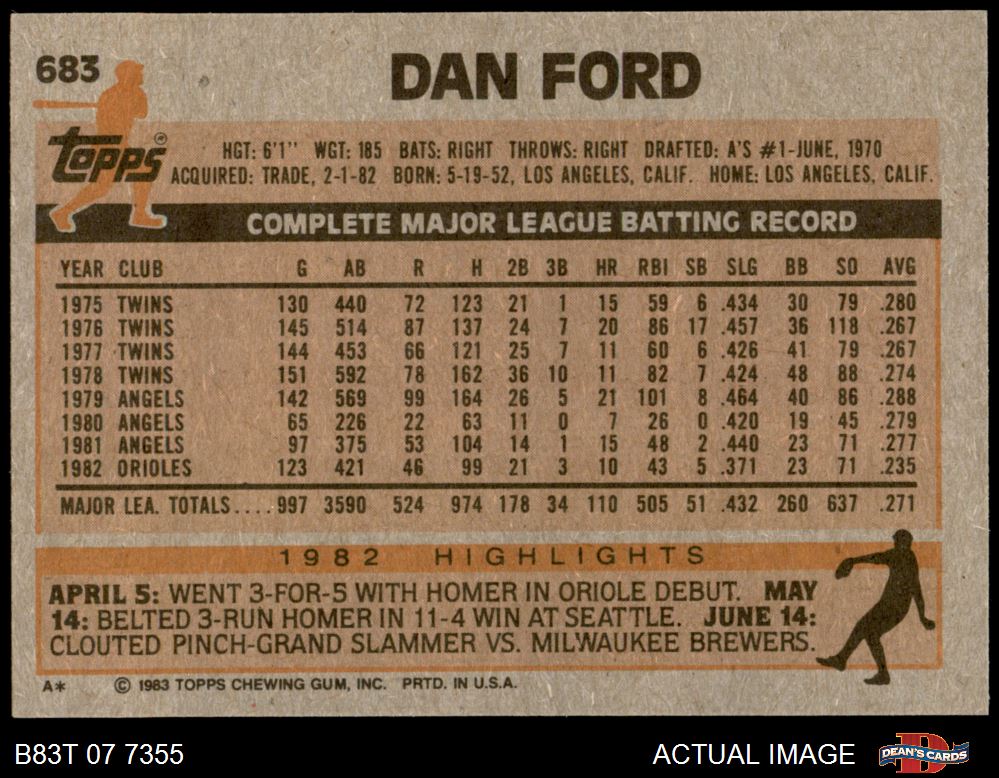 683
DAN FORD
Topps®
HGT: 6'1" WGT: 185 BATS: RIGHT THROWS: RIGHT DRAFTED: A'S #1-JUNE, 1970
ACQUIRED: TRADE, 2-1-82 BORN: 5-19-52, LOS ANGELES, CALIF. HOME: LOS ANGELES, CALIF.
COMPLETE MAJOR LEAGUE BATTING RECORD
YEAR CLUB G AB R H 2B 3B HR RBI SB SLG BB SO AVG
1975 TWINS 130 440 72 123 21 1 15 59 6 .434 30 79 .280
1976 TWINS 145 514 87 137 24 7 20 86 17 .457 36 118 .267
1977 TWINS 144 453 66 121 25 7 11 60 6 .426 41 79 .267
1978 TWINS 151 592 78 162 36 10 11 82 7 .424 48 88 .274
1979 ANGELS 142 569 99 164 26 5 21 101 8 .464 40 86 .288
1980 ANGELS 65 226 22 63 11 0 7 26 0 .420 19 45 .279
1981 ANGELS 97 375 53 104 14 1 15 48 2 .440 23 71 .277
1982 ORIOLES 123 421 46 99 21 3 10 43 5 .371 23 71 .235
MAJOR LEA. TOTALS....997 3590 524 974 178 34 110 505 51 .432 260 637 .271
1982 HIGHLIGHTS
APRIL 5: WENT 3-FOR-5 WITH HOMER IN ORIOLE DEBUT. MAY
14: BELTED 3-RUN HOMER IN 11-4 WIN AT SEATTLE. JUNE 14:
CLOUTED PINCH-GRAND SLAMMER VS. MILWAUKEE BREWERS.
A* © 1983 TOPPS CHEWING GUM, INC. PRTD. IN U.S.A.
B83T 07 7355 ACTUAL IMAGE DEAN'S CARDS